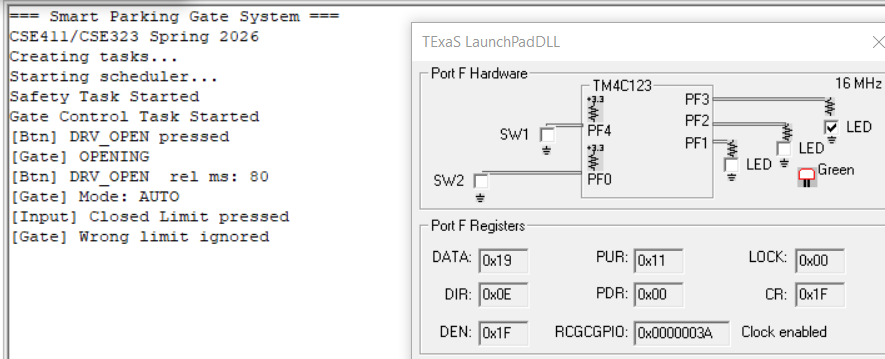 === Smart Parking Gate System ===
CSE411/CSE323 Spring 2026
Creating tasks...
Starting scheduler...
Safety Task Started
Gate Control Task Started
[Btn] DRV_OPEN pressed
[Gate] OPENING
[Btn] DRV_OPEN  rel ms: 80
[Gate] Mode: AUTO
[Input] Closed Limit pressed
[Gate] Wrong limit ignored
TExaS LaunchPadDLL
Port F Hardware
TM4C123
16 MHz
+3.3
PF3
SW1
PF4
PF2
LED
+3.3
PF1
LED
LED
SW2
PF0
Green
Port F Registers
DATA: 0x19 PUR: 0x11 LOCK: 0x00
DIR: 0x0E PDR: 0x00 CR: 0x1F
DEN: 0x1F RCGCGPIO: 0x0000003A Clock enabled